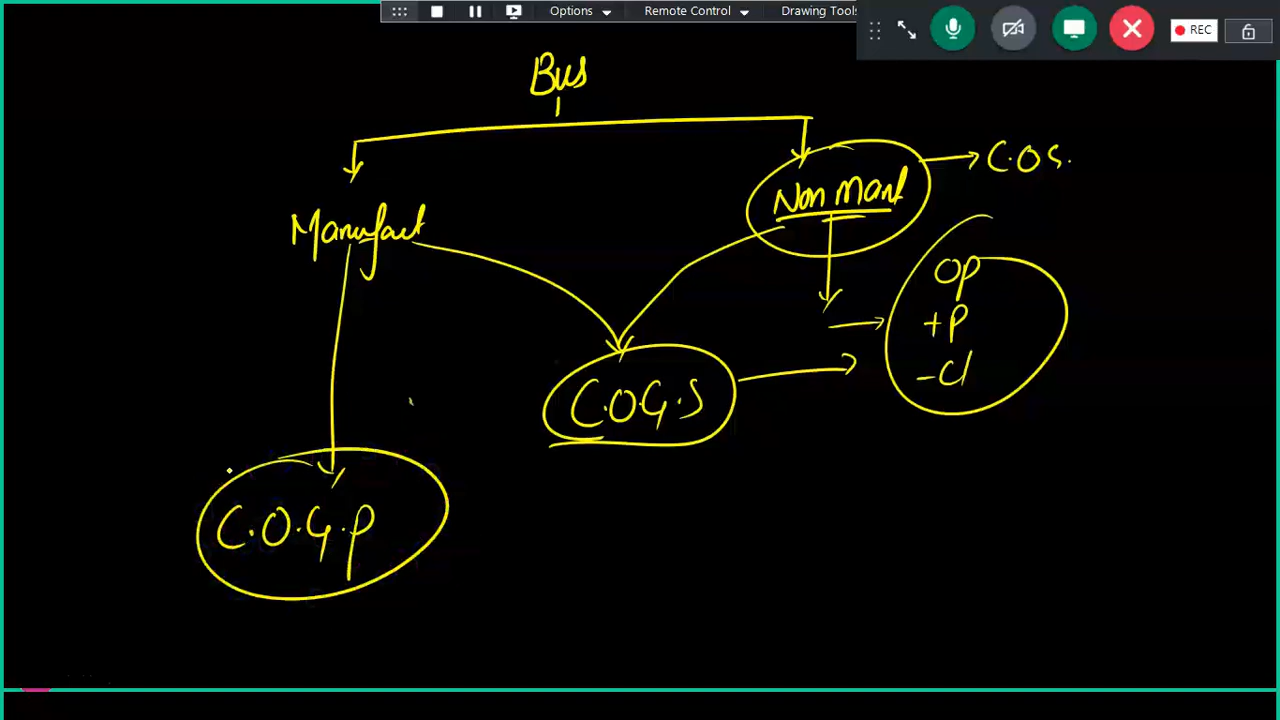 Options
Remote Control
Drawing Tools
REC
Bus
Manufact
Non Manf
C.O.S.
OP
+P
-Cl
C.O.G.S
C.O.G.P